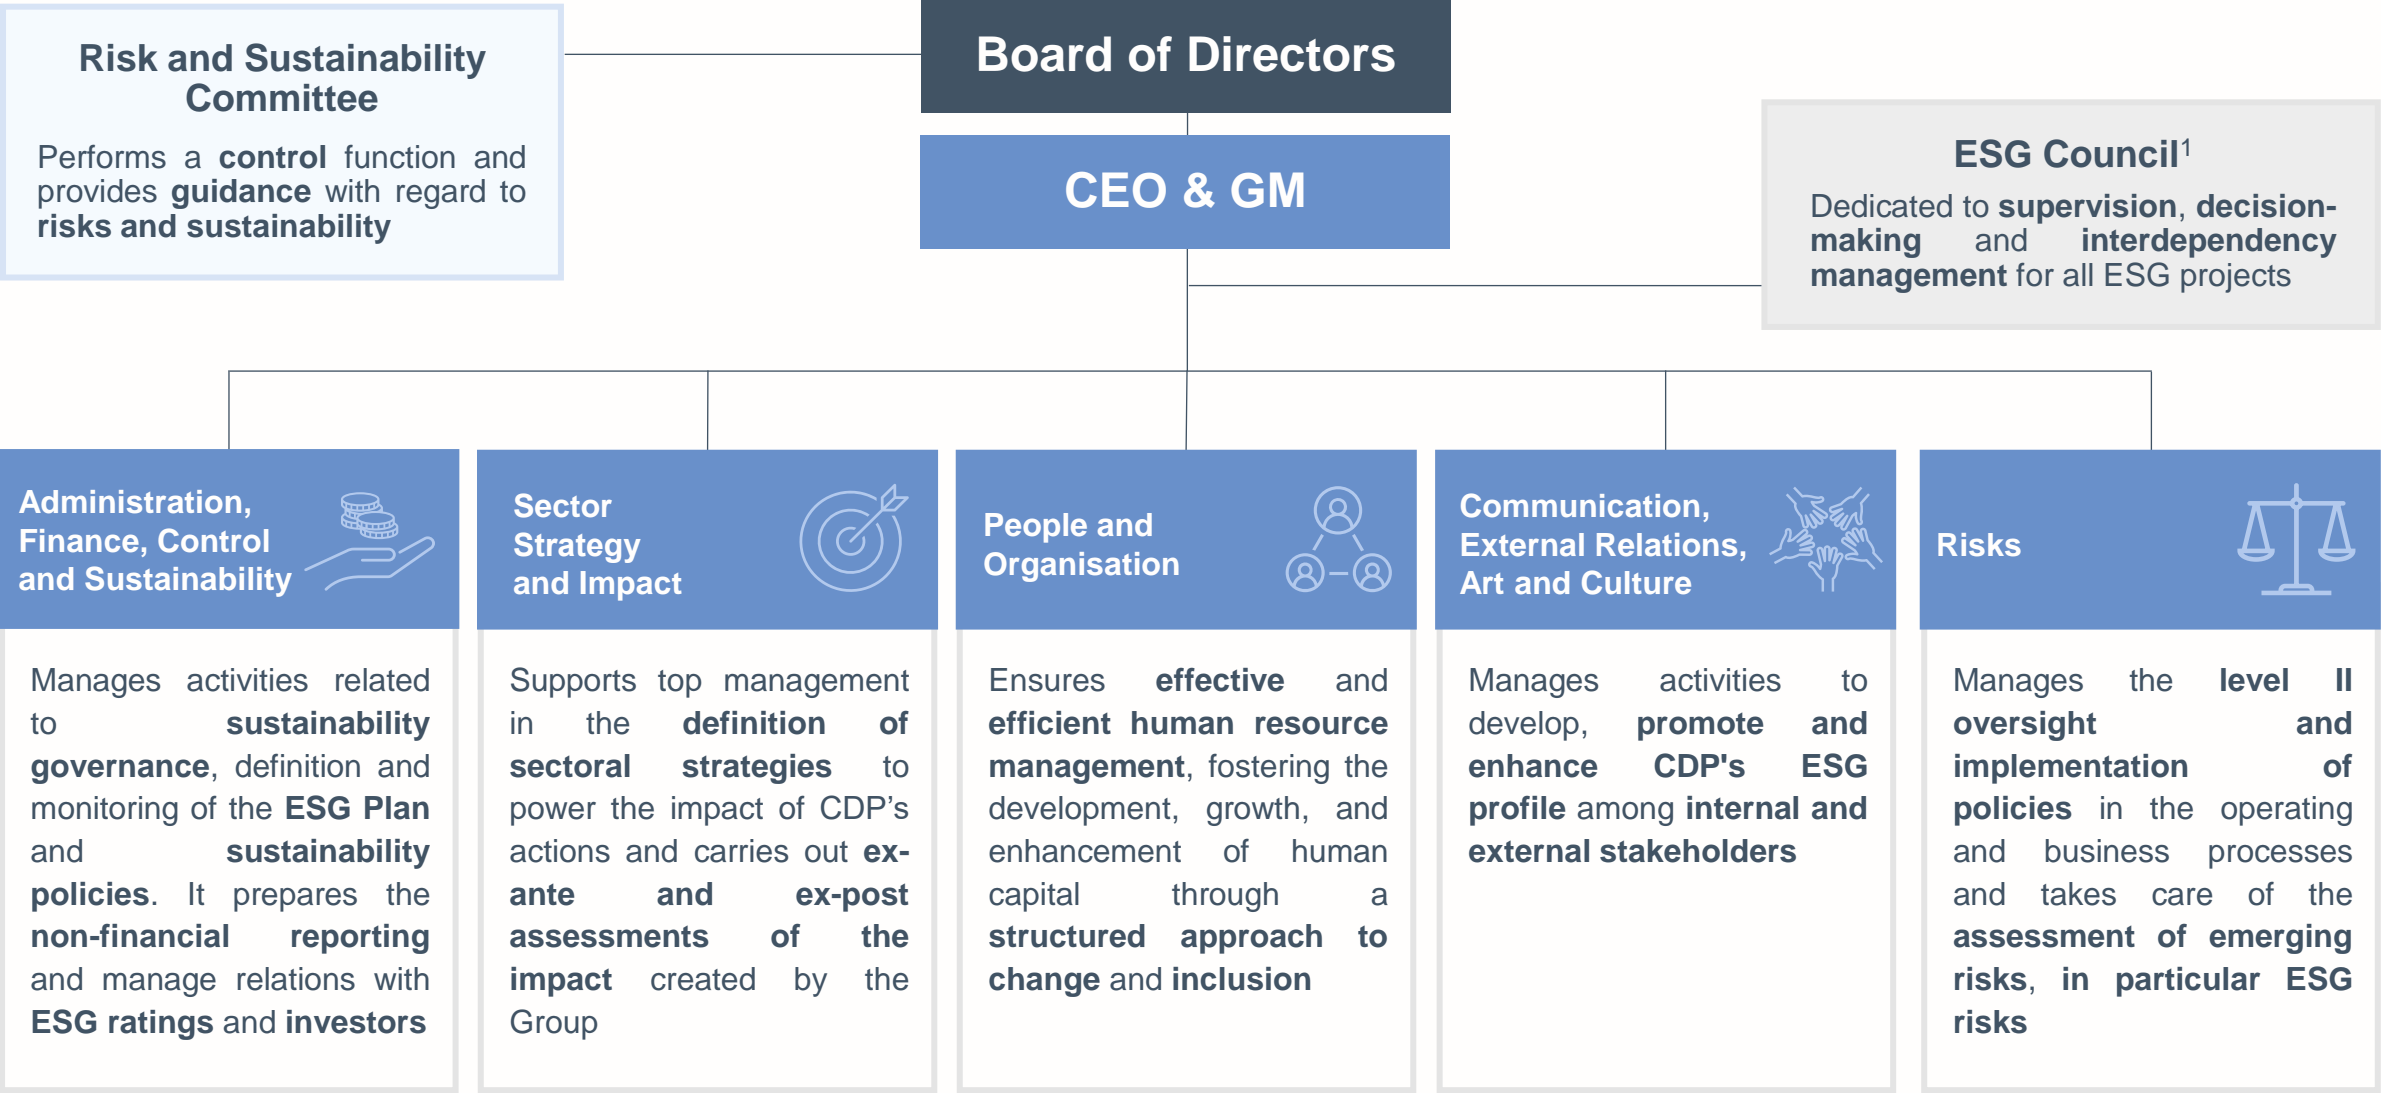 Risk and Sustainability
Committee
Performs a control function and
provides guidance with regard to
risks and sustainability
Board of Directors
CEO & GM
ESG Council¹
Dedicated to supervision, decision-
making and interdependency
management for all ESG projects
Administration,
Finance, Control
and Sustainability
Manages activities related
to sustainability
governance, definition and
monitoring of the ESG Plan
and sustainability
policies. It prepares the
non-financial reporting
and manage relations with
ESG ratings and investors
Sector
Strategy
and Impact
Supports top management
in the definition of
sectoral strategies to
power the impact of CDP’s
actions and carries out ex-
ante and ex-post
assessments of the
impact created by the
Group
People and
Organisation
Ensures effective and
efficient human resource
management, fostering the
development, growth, and
enhancement of human
capital through a
structured approach to
change and inclusion
Communication,
External Relations,
Art and Culture
Manages activities to
develop, promote and
enhance CDP's ESG
profile among internal and
external stakeholders
Risks
Manages the level II
oversight and
implementation of
policies in the operating
and business processes
and takes care of the
assessment of emerging
risks, in particular ESG
risks